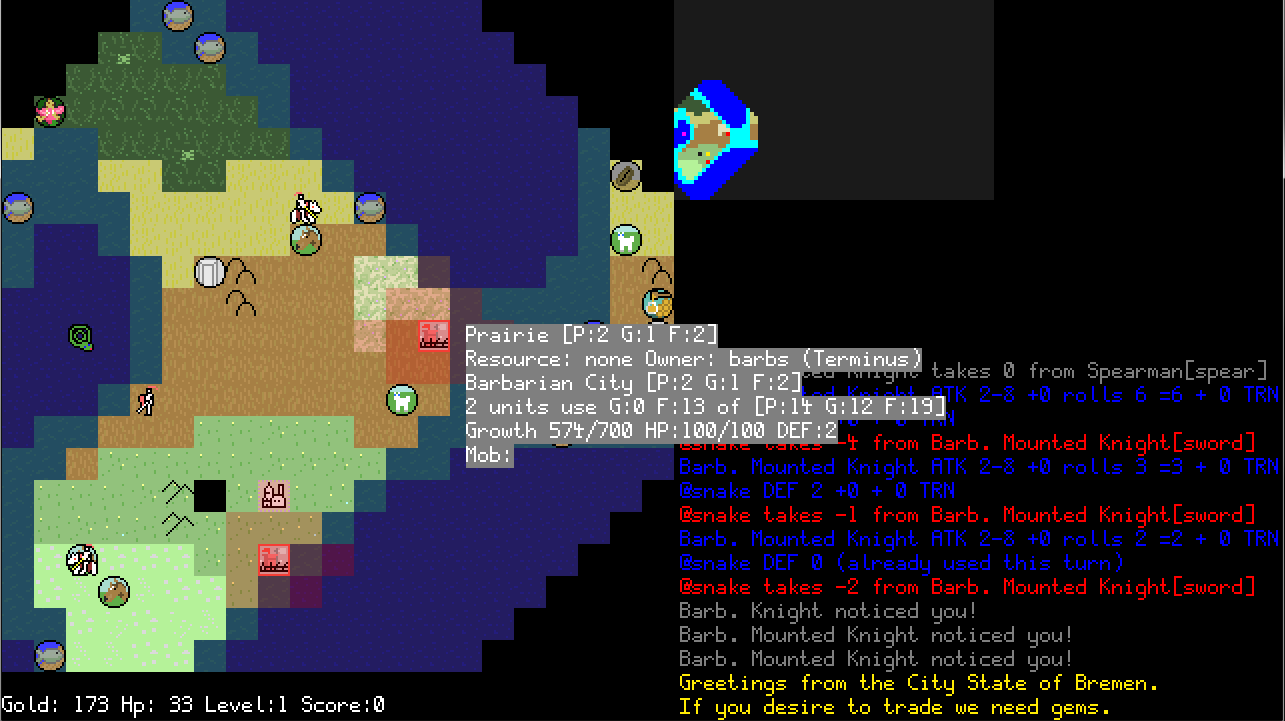 Prairie [P:2 G:1 F:2]
Resource: none Owner: barbs (Terminus)
Barbarian City [P:2 G:1 F:2]
2 units use G:0 F:13 of [P:14 G:12 F:19]
Growth 574/700 HP:100/100 DEF:2
Mob:
Knight takes 0 from Spearman[spear]
Knight ATK 2-8 +0 rolls 6 =6 + 0 TRN
TRN
takes -4 from Barb. Mounted Knight[sword]
Barb. Mounted Knight ATK 2-8 +0 rolls 3 =3 + 0 TRN
@snake DEF 2 +0 + 0 TRN
@snake takes -1 from Barb. Mounted Knight[sword]
Barb. Mounted Knight ATK 2-8 +0 rolls 2 =2 + 0 TRN
@snake DEF 0 (already used this turn)
@snake takes -2 from Barb. Mounted Knight[sword]
Barb. Knight noticed you!
Barb. Mounted Knight noticed you!
Barb. Mounted Knight noticed you!
Greetings from the City State of Bremen.
If you desire to trade we need gems.
Gold: 173 Hp: 33 Level:1 Score:0